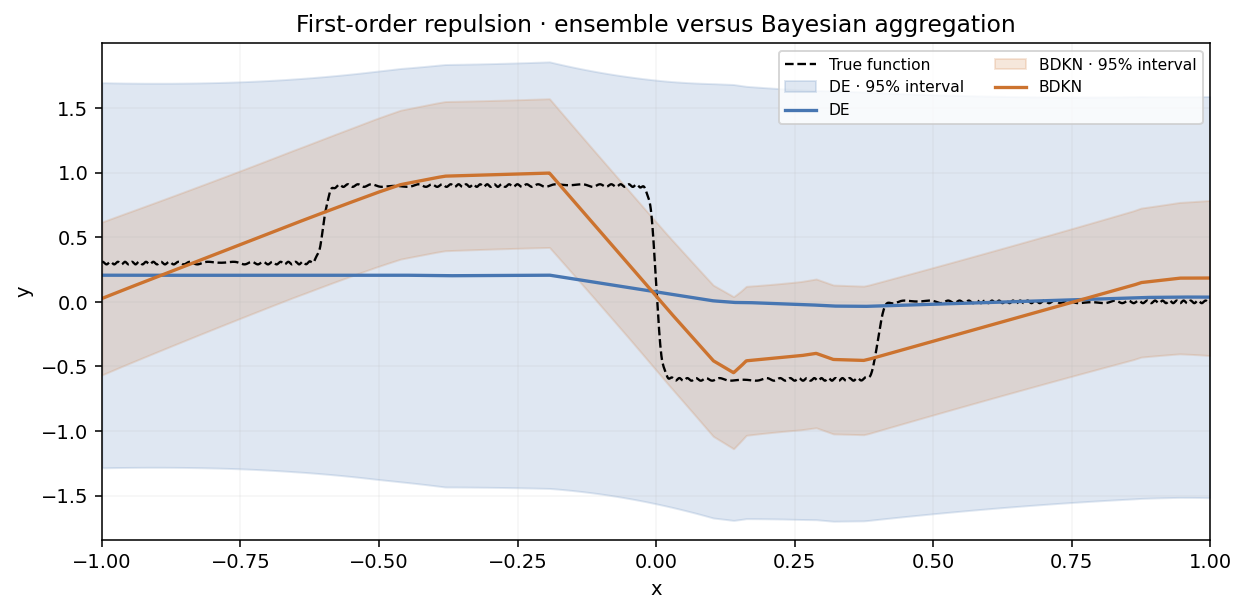 First-order repulsion · ensemble versus Bayesian aggregation
True function
DE · 95% interval
DE
BDKN · 95% interval
BDKN
y
1.5
1.0
0.5
0.0
−0.5
−1.0
−1.5
−1.00 −0.75 −0.50 −0.25 0.00 0.25 0.50 0.75 1.00
x